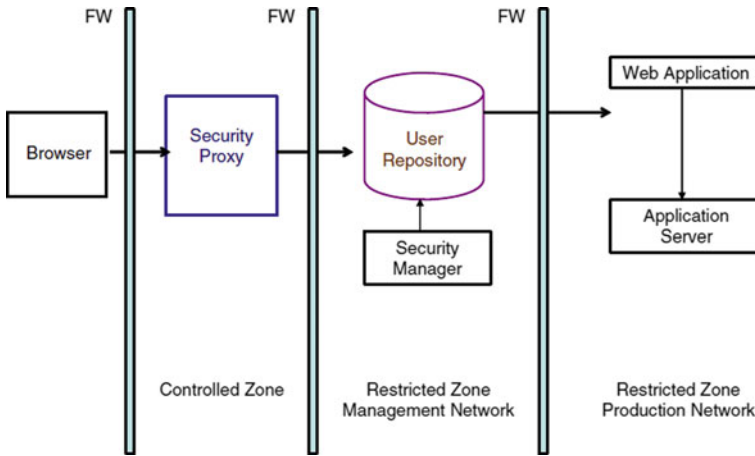 FW
FW
FW
Browser
Security
Proxy
User
Repository
Security
Manager
Web Application
Application
Server
Controlled Zone
Restricted Zone
Management Network
Restricted Zone
Production Network